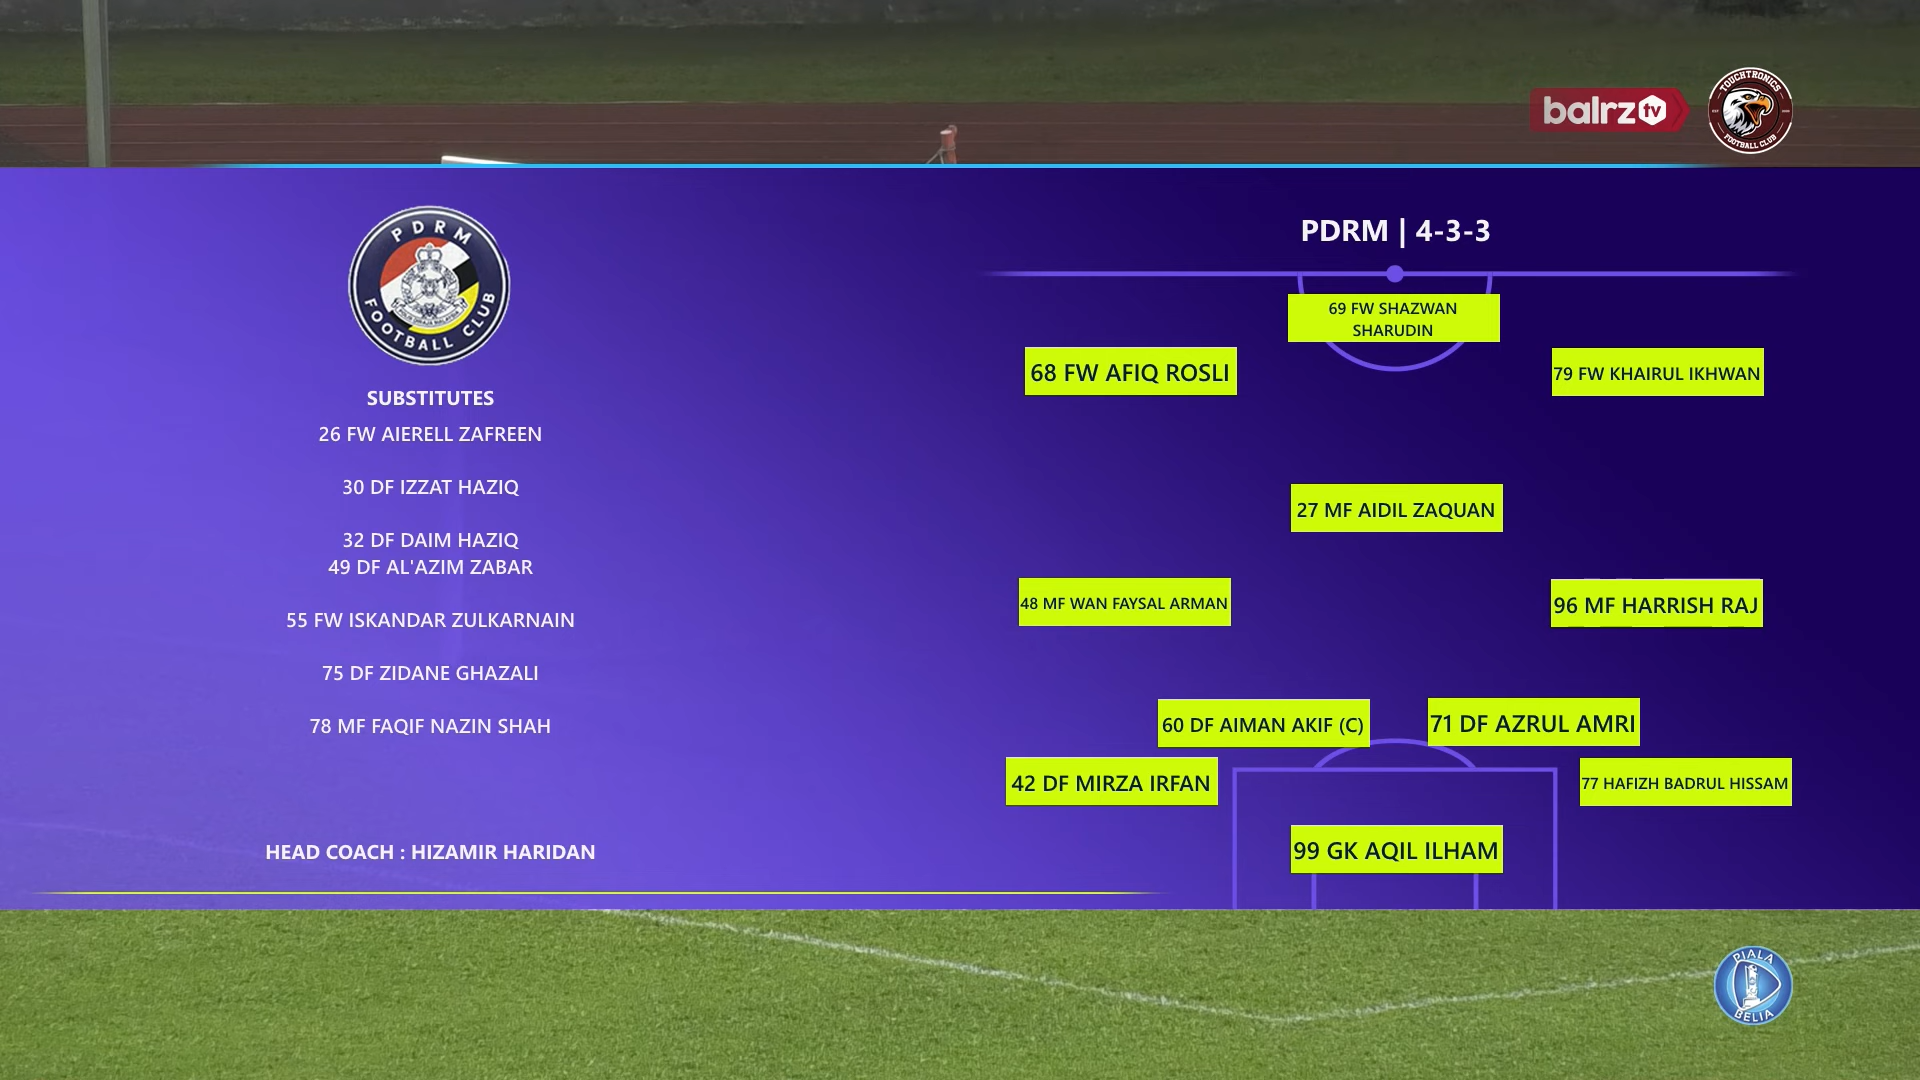 balrz tv
TOUCHTRONICS
FOOTBALL CLUB
PDRM
FOOTBALL CLUB
SUBSTITUTES
26 FW AIERELL ZAFREEN
30 DF IZZAT HAZIQ
32 DF DAIM HAZIQ
49 DF AL'AZIM ZABAR
55 FW ISKANDAR ZULKARNAIN
75 DF ZIDANE GHAZALI
78 MF FAQIF NAZIN SHAH
HEAD COACH : HIZAMIR HARIDAN
PDRM | 4-3-3
69 FW SHAZWAN
SHARUDIN
68 FW AFIQ ROSLI
79 FW KHAIRUL IKHWAN
27 MF AIDIL ZAQUAN
48 MF WAN FAYSAL ARMAN
96 MF HARRISH RAJ
60 DF AIMAN AKIF (C)
71 DF AZRUL AMRI
42 DF MIRZA IRFAN
77 HAFIZH BADRUL HISSAM
99 GK AQIL ILHAM
PIALA
BELIA